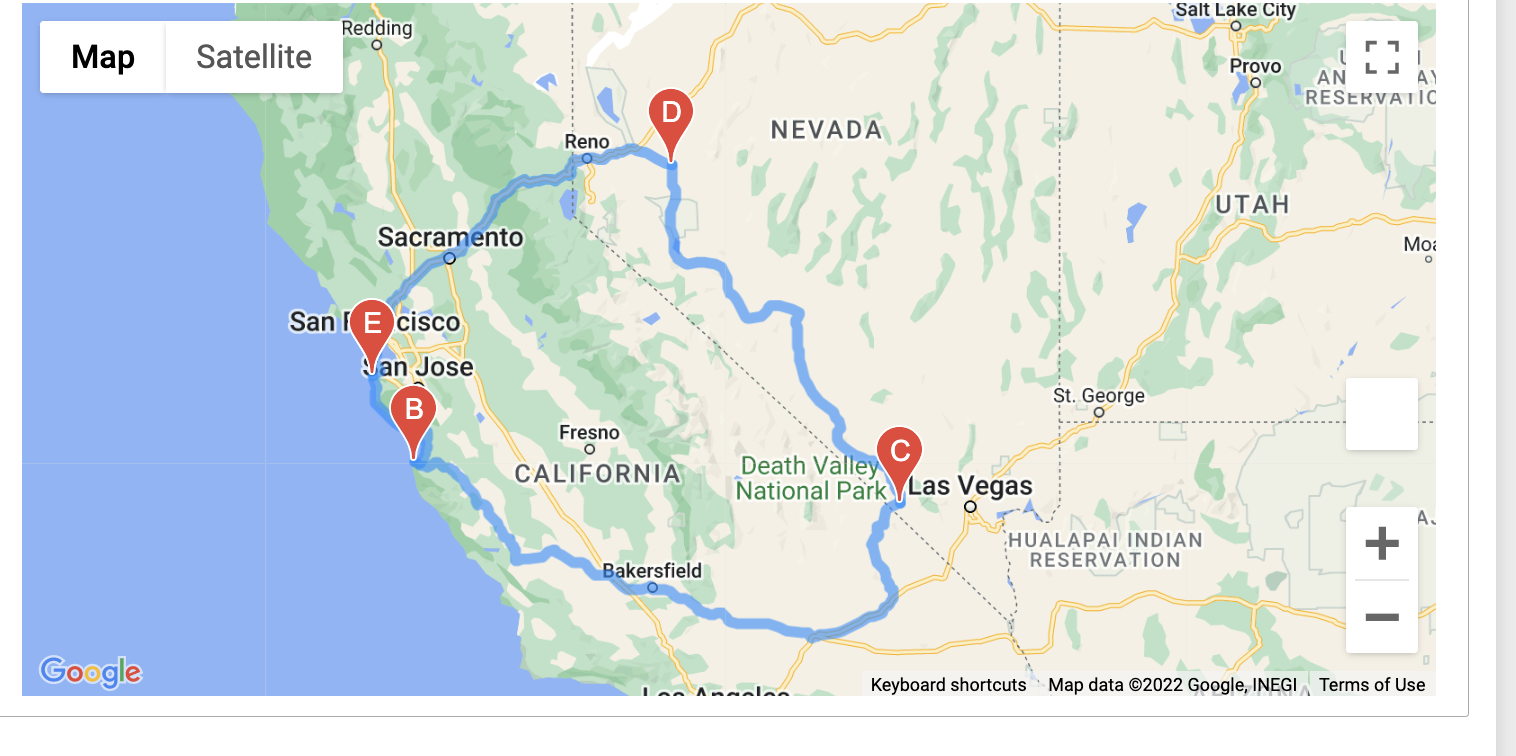 Map
Satellite
Redding
Salt Lake City
Provo
RESERVATIO
NEVADA
Reno
D
UTAH
Sacramento
Moa
San F
cisco
E
San Jose
B
St. George
Fresno
CALIFORNIA
Death Valley
National Park
C
Las Vegas
HUALAPAI INDIAN
RESERVATION
Bakersfield
Los Angeles
Google
Keyboard shortcuts
Map data ©2022 Google, INEGI
Terms of Use